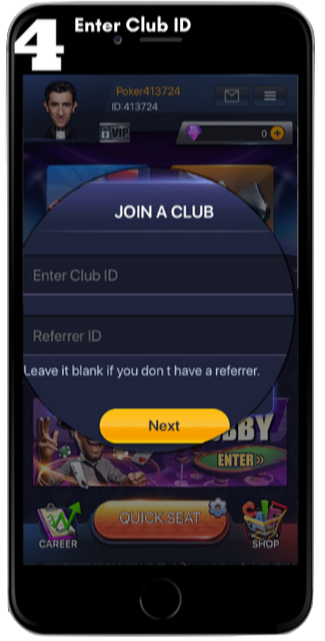 4 Enter Club ID
Poker413724
ID:413724
VIP
0
JOIN A CLUB
Enter Club ID
Referrer ID
Leave it blank if you don t have a referrer.
Next
BBY
ENTER»
QUICK SEAT
CAREER
SHOP